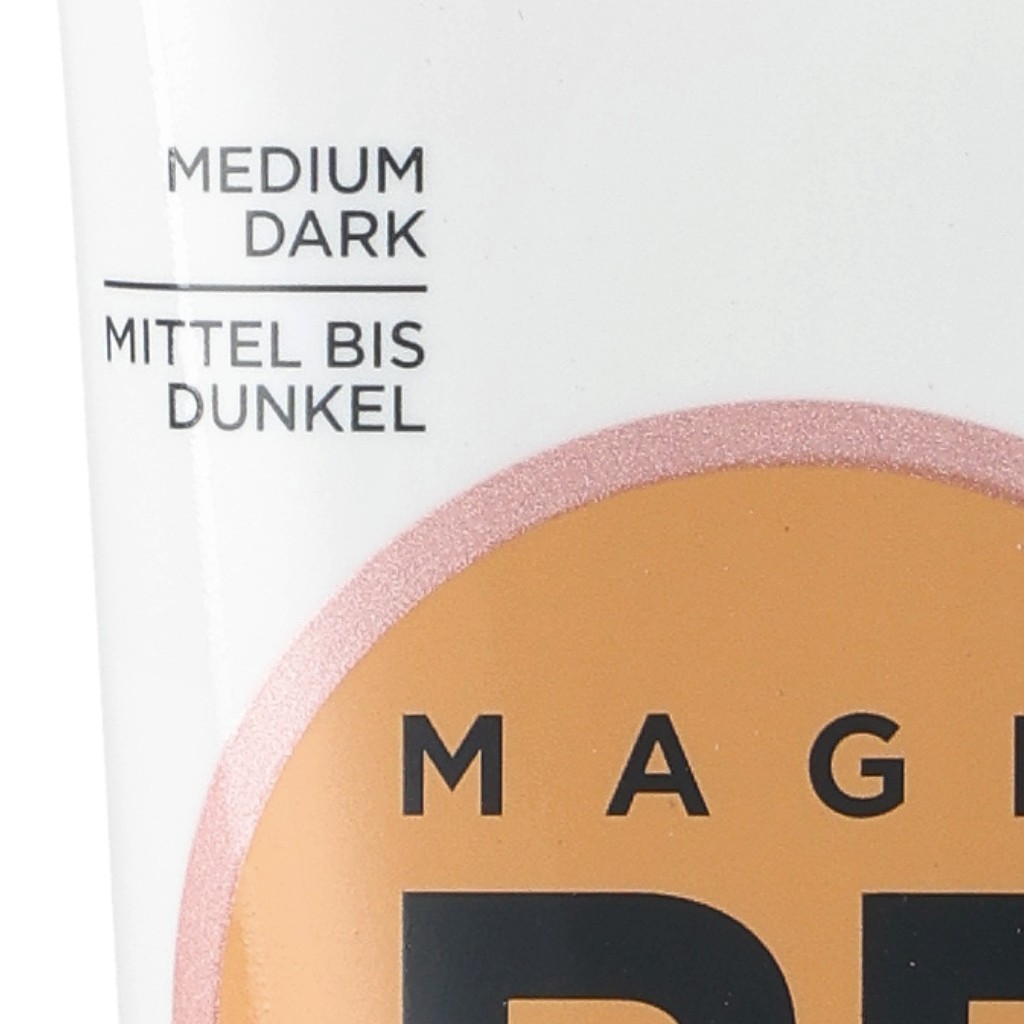 MEDIUM
DARK
MITTEL BIS
DUNKEL
MAG